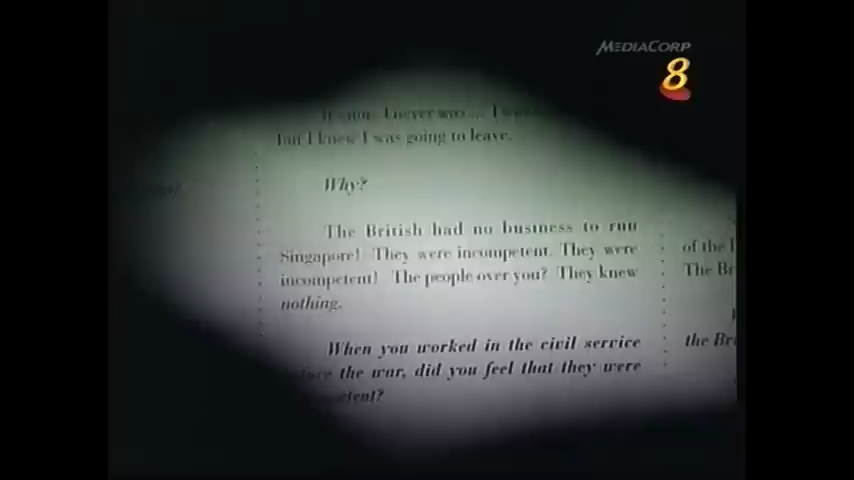 MEDIACORP
8
I never was ... I
but I knew I was going to leave.
Why?
The British had no business to run
Singapore! They were incompetent. They were
incompetent! The people over you? They knew
nothing.
of the
The
When you worked in the civil service
the war, did you feel that they were
the